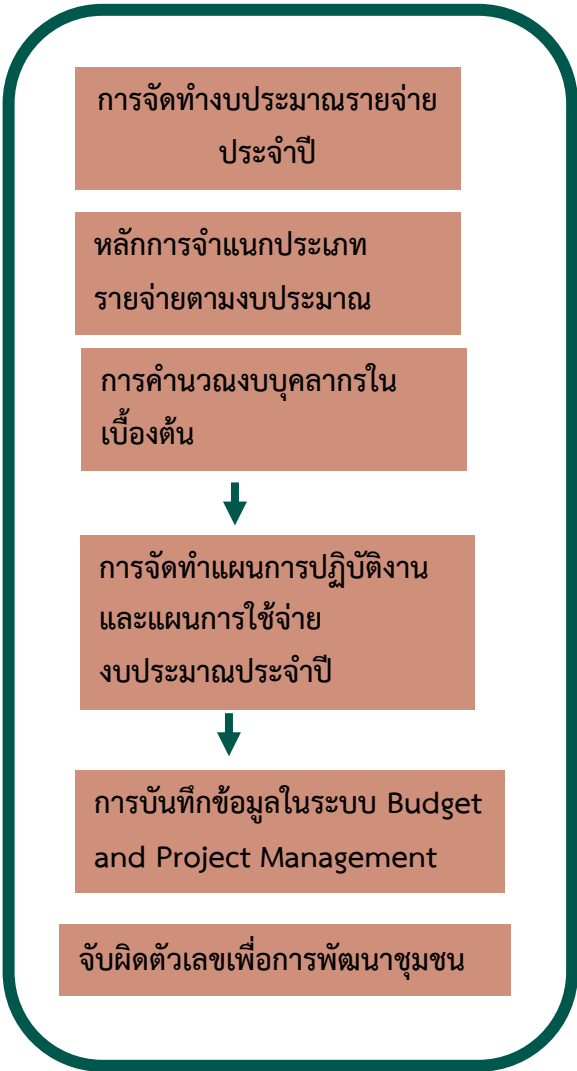 การจัดทำงบประมาณรายจ่าย
ประจำปี
หลักการจำแนกประเภท
รายจ่ายตามงบประมาณ
การคำนวณงบบุคลากรใน
เบื้องต้น
การจัดทำแผนการปฏิบัติงาน
และแผนการใช้จ่าย
งบประมาณประจำปี
การบันทึกข้อมูลในระบบ Budget
and Project Management
จับผิดตัวเลขเพื่อการพัฒนาชุมชน